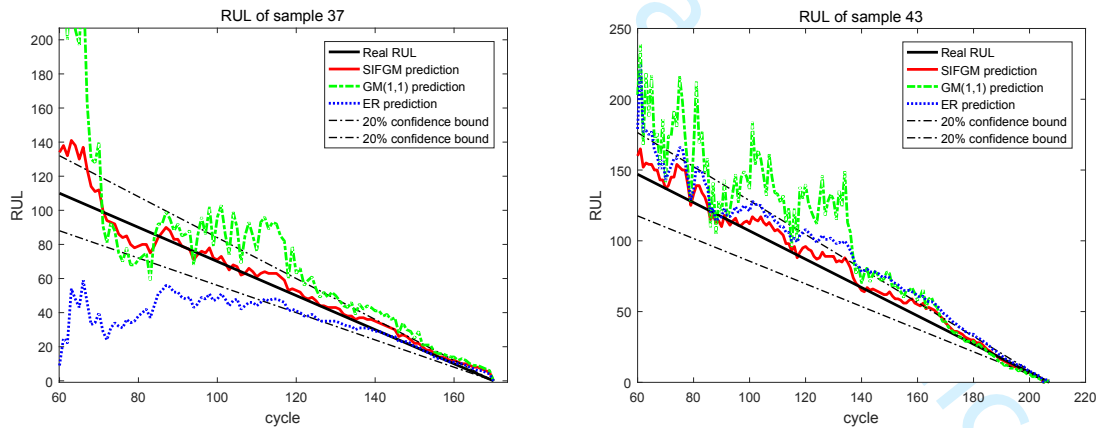 RUL of sample 37
RUL
200
180
160
140
120
100
80
60
40
20
0
Real RUL
SIFGM prediction
GM(1,1) prediction
ER prediction
20% confidence bound
20% confidence bound
60 80 100 120 140 160
cycle
RUL of sample 43
RUL
250
200
150
100
50
0
Real RUL
SIFGM prediction
GM(1,1) prediction
ER prediction
20% confidence bound
20% confidence bound
60 80 100 120 140 160 180 200 220
cycle